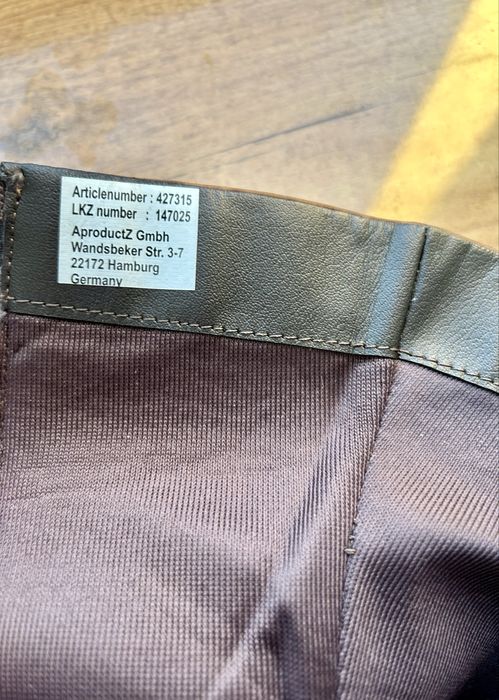 Articlenumber : 427315
LKZ number : 147025
AproductZ Gmbh
Wandsbeker Str. 3-7
22172 Hamburg
Germany